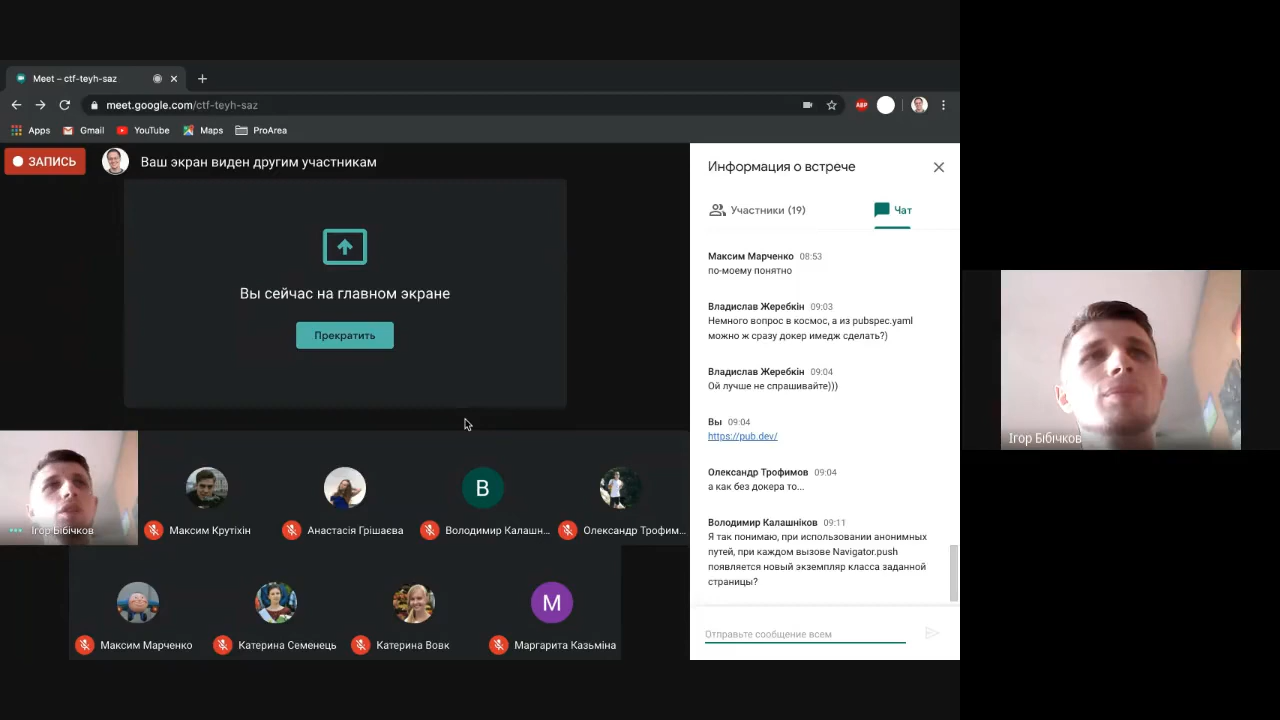 Meet – ctf-teyh-saz
meet.google.com/ctf-teyh-saz
ABP
Apps
Gmail
YouTube
Maps
ProArea
ЗАПИСЬ
Ваш экран виден другим участникам
Вы сейчас на главном экране
Прекратить
Ігор Бібічков
Максим Крутіхін
Анастасія Грішаєва
В
Володимир Калашн...
Олександр Трофим...
Максим Марченко
Катерина Семенець
Катерина Вовк
М
Маргарита Казьміна
Информация о встрече
Участники (19)
Чат
Максим Марченко 08:53
по-моему понятно
Владислав Жеребкін 09:03
Немного вопрос в космос, а из pubspec.yaml
можно ж сразу докер имедж сделать?)
Владислав Жеребкін 09:04
Ой лучше не спрашивайте)))
Вы 09:04
https://pub.dev/
Олександр Трофимов 09:04
а как без докера то...
Володимир Калашніков 09:11
Я так понимаю, при использовании анонимных
путей, при каждом вызове Navigator.push
появляется новый экземпляр класса заданной
страницы?
Отправьте сообщение всем
Ігор Бібічков